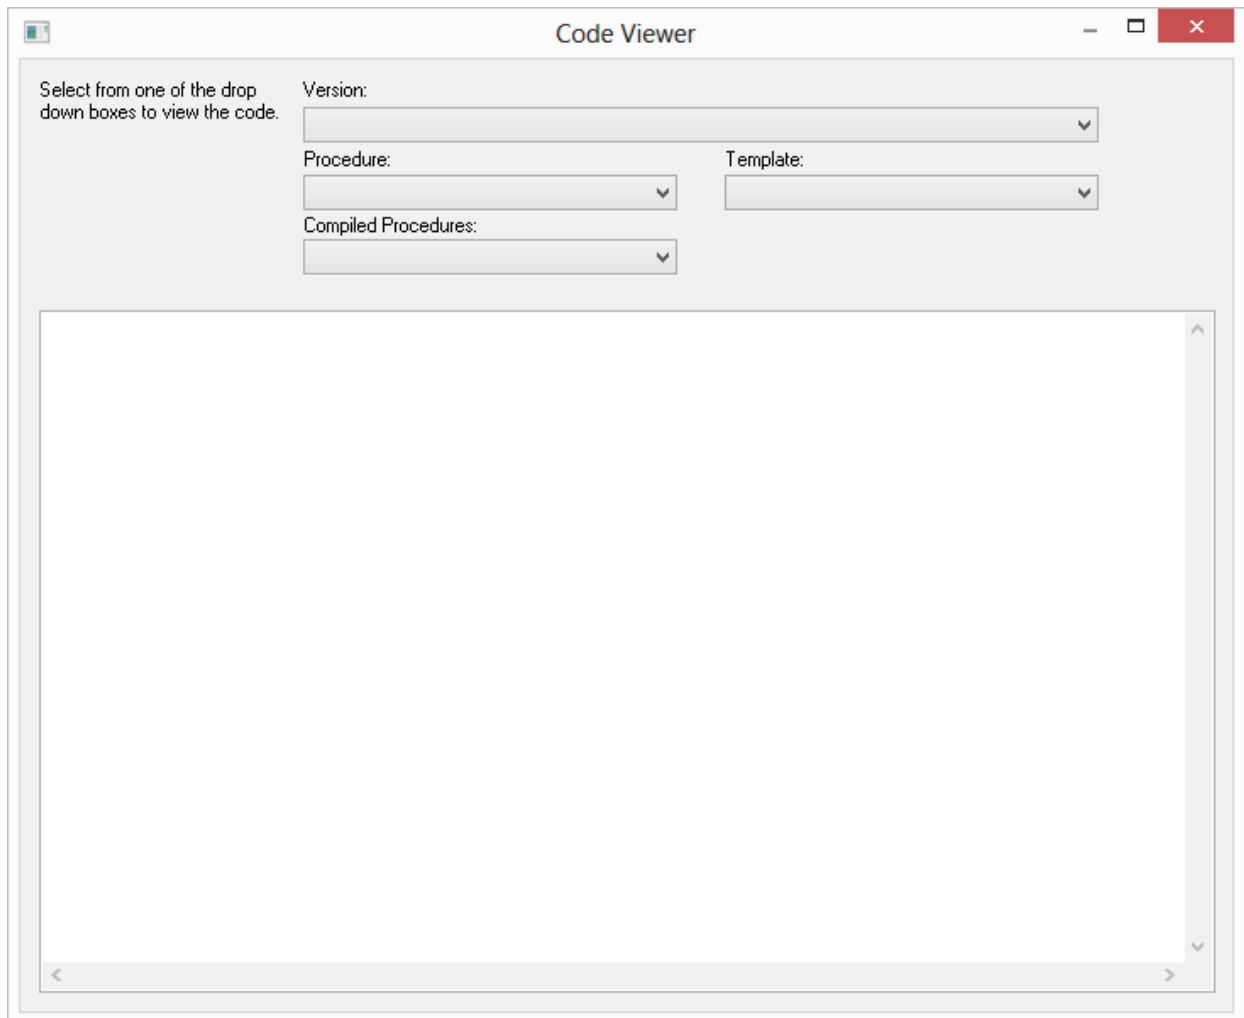 Code Viewer
Select from one of the drop
down boxes to view the code.
Version:
Procedure:
Template:
Compiled Procedures: